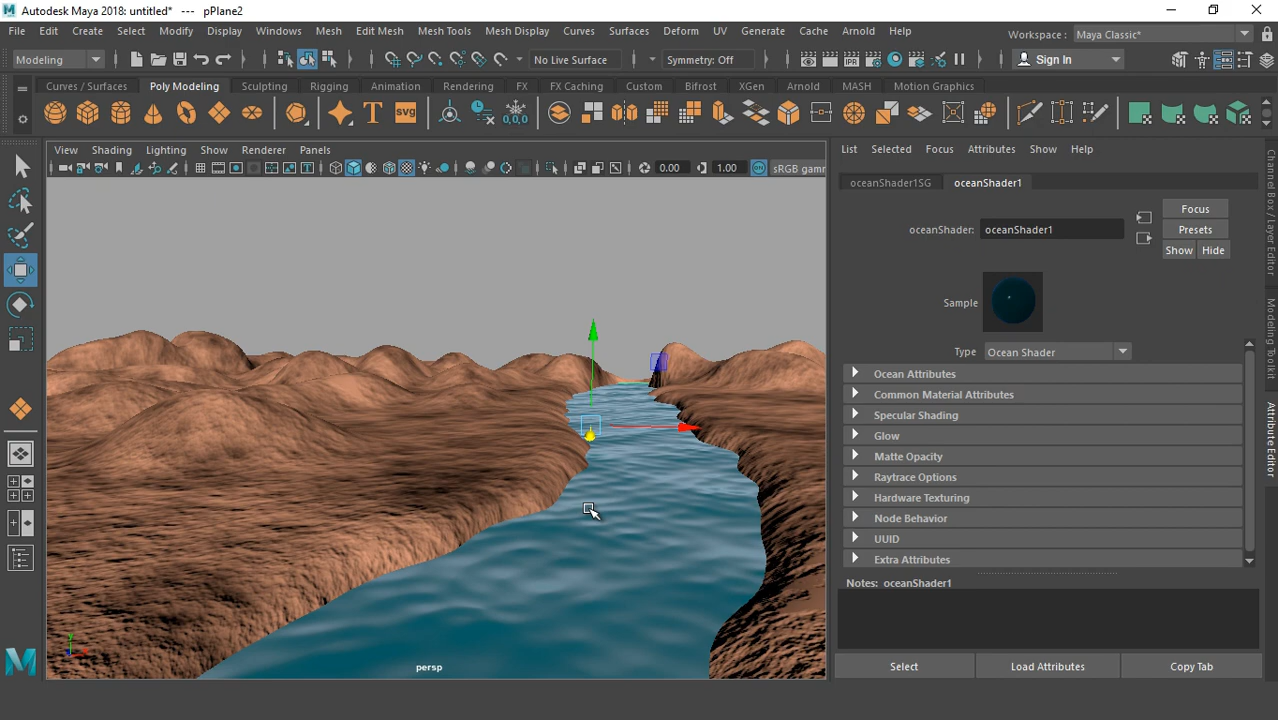 Autodesk Maya 2018: untitled* --- pPlane2
File Edit Create Select Modify Display Windows Mesh Edit Mesh Mesh Tools Mesh Display Curves Surfaces Deform UV Generate Cache Arnold Help Workspace : Maya Classic*
Modeling No Live Surface Symmetry: Off IPR Sign In
Curves / Surfaces Poly Modeling Sculpting Rigging Animation Rendering FX FX Caching Custom Bifrost XGen Arnold MASH Motion Graphics
T SVG 0,0,0
View Shading Lighting Show Renderer Panels
0.00 1.00 sRGB gamm
List Selected Focus Attributes Show Help
oceanShader1SG oceanShader1
Focus
oceanShader: oceanShader1 Presets
Show Hide
Sample
Type Ocean Shader
Ocean Attributes
Common Material Attributes
Specular Shading
Glow
Matte Opacity
Raytrace Options
Hardware Texturing
Node Behavior
UUID
Extra Attributes
Notes: oceanShader1
Select Load Attributes Copy Tab
persp
Channel Box / Layer Editor
Modeling Toolkit
Attribute Editor